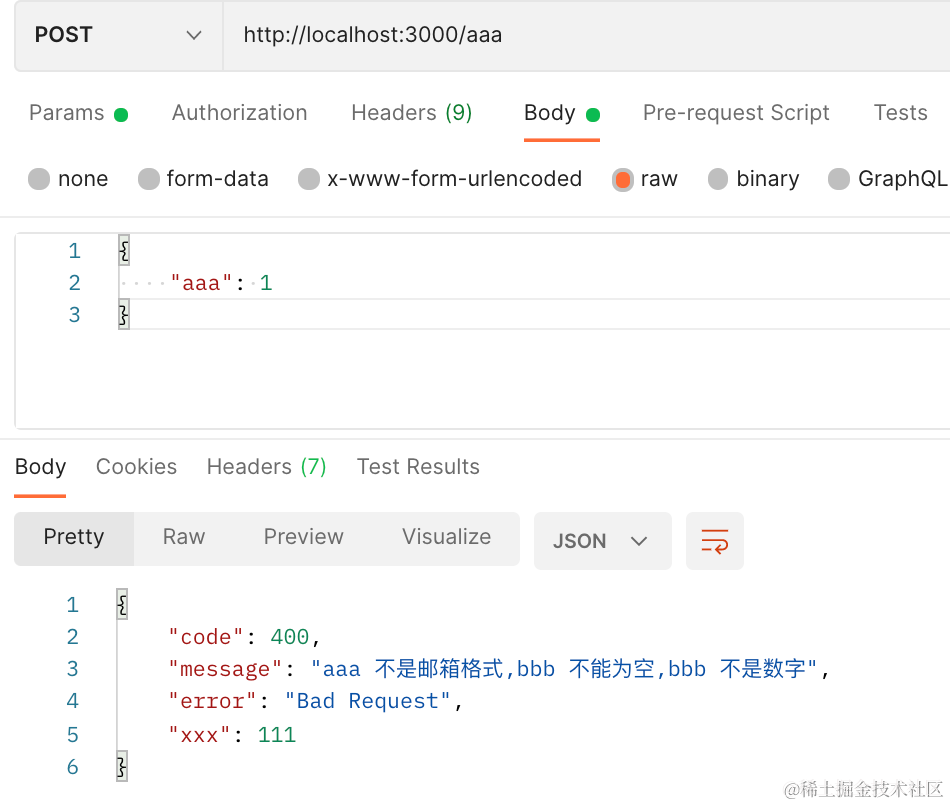 POST http://localhost:3000/aaa
Params Authorization Headers (9) Body Pre-request Script Tests
none form-data x-www-form-urlencoded raw binary GraphQL
1 {
2 ····"aaa":·1
3 }
Body Cookies Headers (7) Test Results
Pretty Raw Preview Visualize JSON
1 {
2 "code": 400,
3 "message": "aaa 不是邮箱格式,bbb 不能为空,bbb 不是数字",
4 "error": "Bad Request",
5 "xxx": 111
6 }
@稀土掘金技术社区